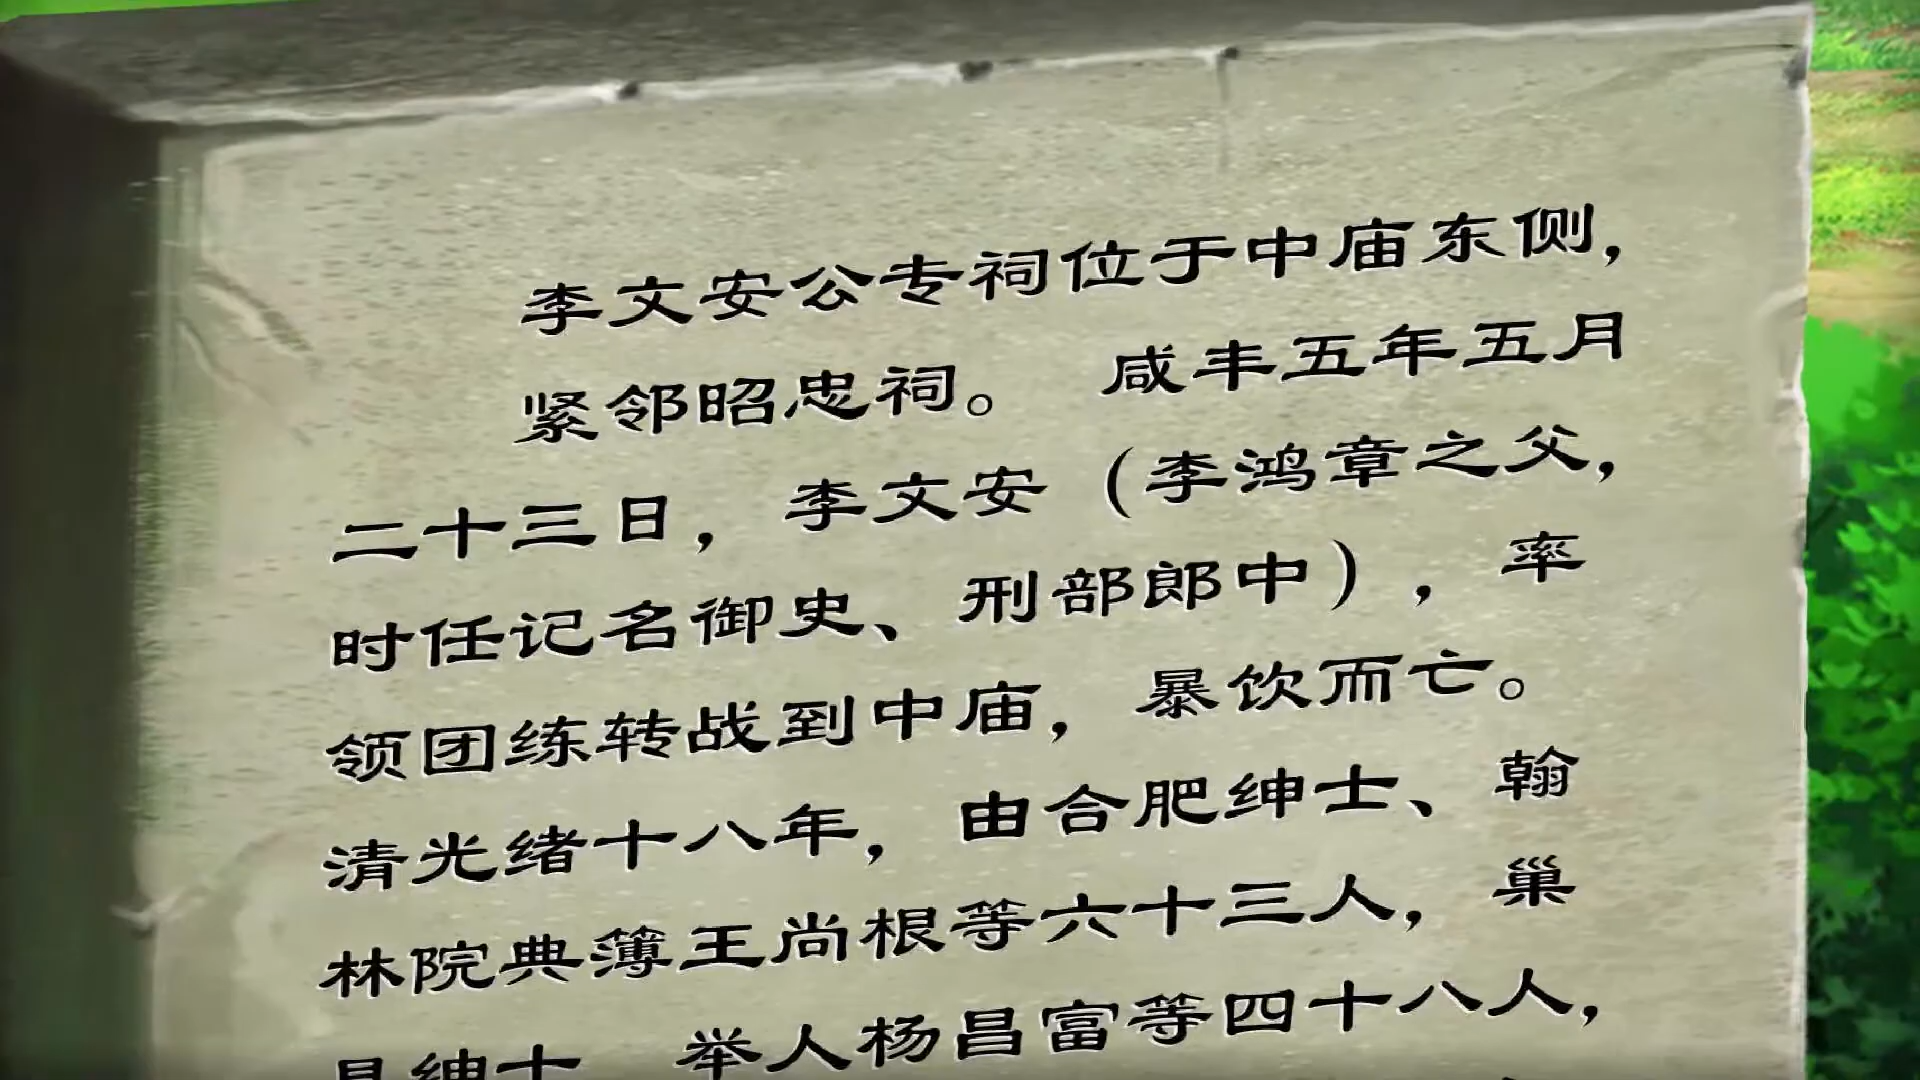 李文安公专祠位于中庙东侧，
紧邻昭忠祠。 咸丰五年五月
二十三日，李文安（李鸿章之父，
时任记名御史、刑部郎中），率
领团练转战到中庙，暴饮而亡。
清光绪十八年，由合肥绅士、翰
林院典簿王尚根等六十三人，巢
县绅士 举人杨昌富等四十八人，